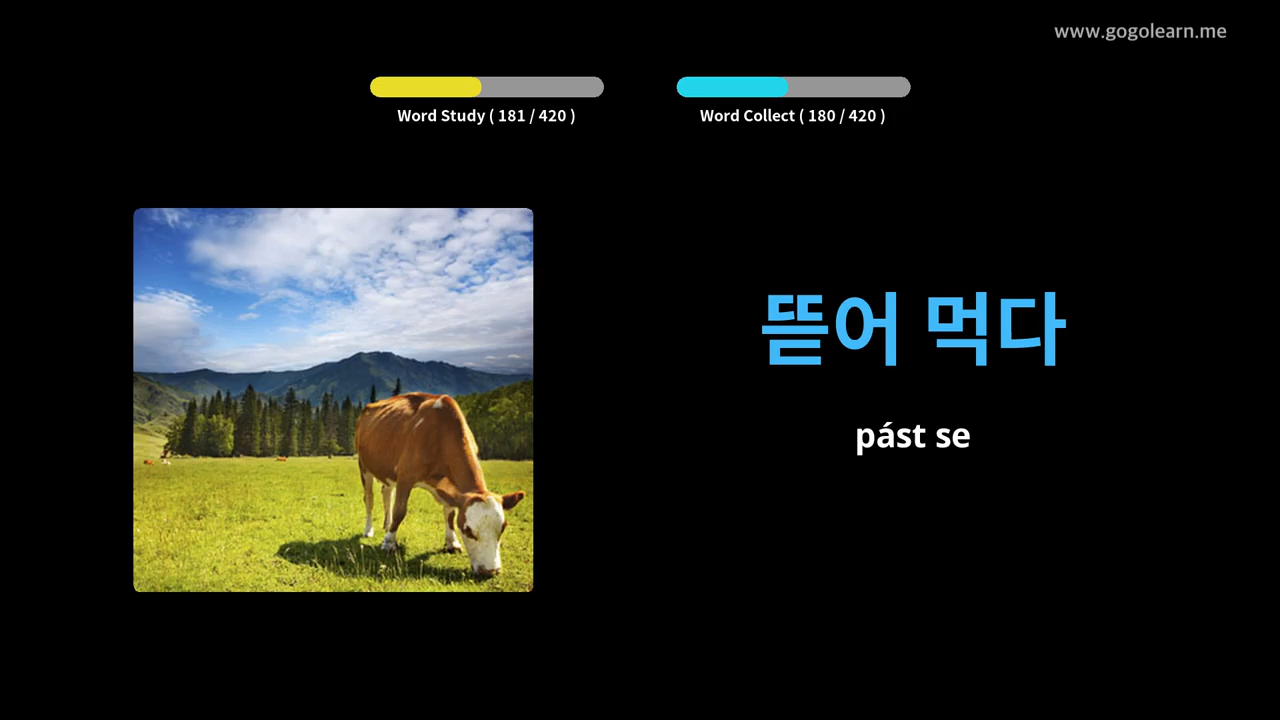 www.gogolearn.me
Word Study ( 181 / 420 )
Word Collect ( 180 / 420 )
뜯어 먹다
pást se